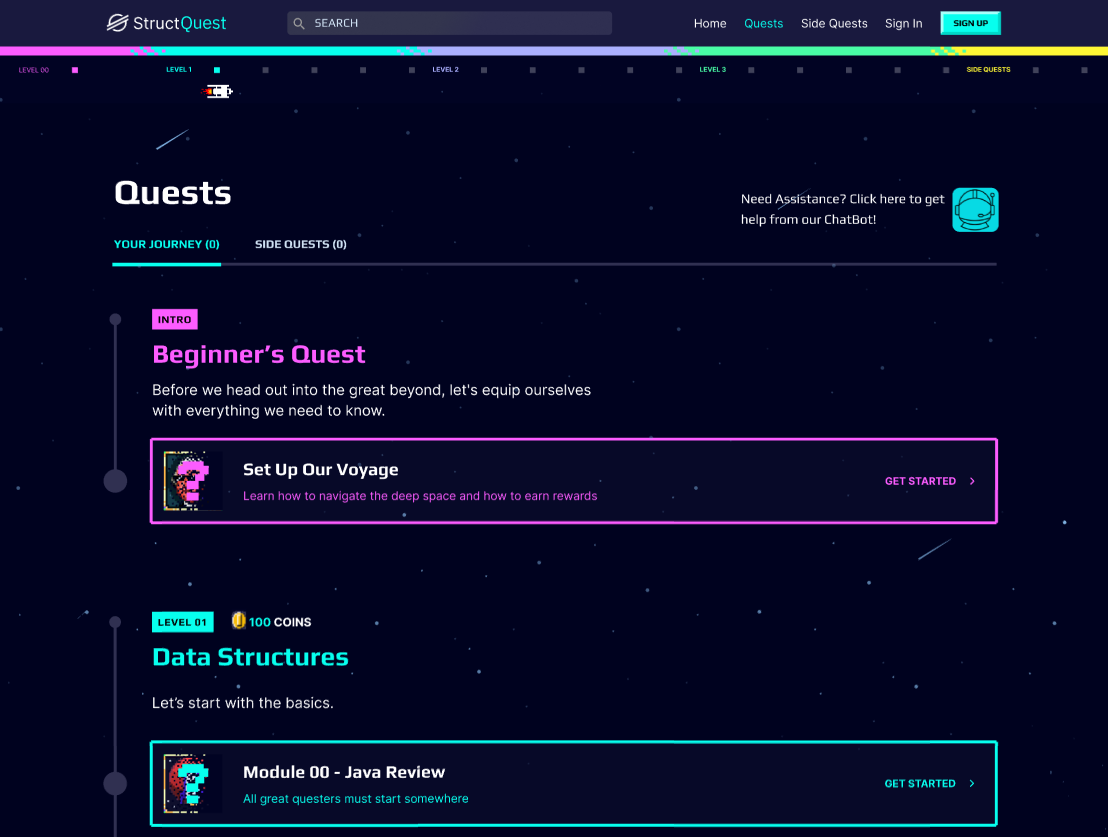 StructQuest
SEARCH
Home Quests Side Quests Sign In SIGN UP
LEVEL 00 LEVEL 1 LEVEL 2 LEVEL 3 SIDE QUESTS
Quests
Need Assistance? Click here to get
help from our ChatBot!
YOUR JOURNEY (0) SIDE QUESTS (0)
INTRO
Beginner’s Quest
Before we head out into the great beyond, let's equip ourselves
with everything we need to know.
?
Set Up Our Voyage
Learn how to navigate the deep space and how to earn rewards
GET STARTED
LEVEL 01 100 COINS
Data Structures
Let’s start with the basics.
?
Module 00 - Java Review
All great questers must start somewhere
GET STARTED